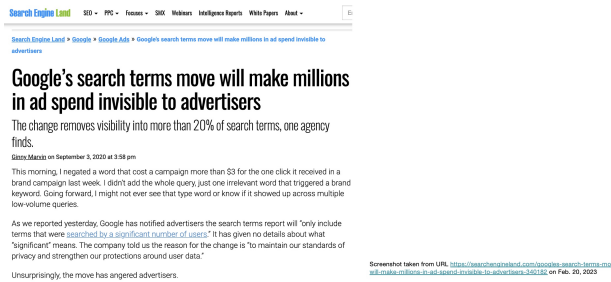 Search Engine Land SEO PPC Focuses SMX Webinars Intelligence Reports White Papers About
Search Engine Land » Google » Google Ads » Google's search terms move will make millions in ad spend invisible to
advertisers
Google's search terms move will make millions
in ad spend invisible to advertisers
The change removes visibility into more than 20% of search terms, one agency
finds.
Ginny Marvin on September 3, 2020 at 3:58 pm
This morning, I negated a word that cost a campaign more than $3 for the one click it received in a
brand campaign last week. I didn't add the whole query, just one irrelevant word that triggered a brand
keyword. Going forward, I might not ever see that type word or know if it showed up across multiple
low-volume queries.
As we reported yesterday, Google has notified advertisers the search terms report will "only include
terms that were searched by a significant number of users." It has given no details about what
"significant" means. The company told us the reason for the change is "to maintain our standards of
privacy and strengthen our protections around user data."
Unsurprisingly, the move has angered advertisers.
Screenshot taken from URL https://searchengineland.com/googles-search-terms-mo
will-make-millions-in-ad-spend-invisible-to-advertisers-340182 on Feb. 20, 2023